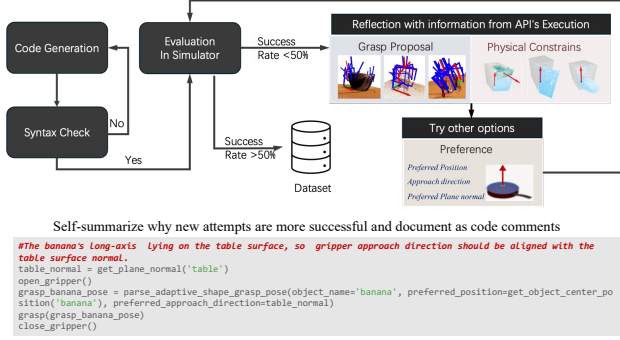 Code Generation
Syntax Check
No
Yes
Evaluation
In Simulator
Success
Rate <50%
Success
Rate >50%
Dataset
Reflection with information from API's Execution
Grasp Proposal
Physical Constrains
Try other options
Preference
Preferred Position
Approach direction
Preferred Plane normal
Self-summarize why new attempts are more successful and document as code comments
#The banana's long-axis lying on the table surface, so gripper approach direction should be aligned with the
table surface normal.
table_normal = get_plane_normal('table')
open_gripper()
grasp_banana_pose = parse_adaptive_shape_grasp_pose(object_name='banana', preferred_position=get_object_center_po
sition('banana'), preferred_approach_direction=table_normal)
grasp(grasp_banana_pose)
close_gripper()